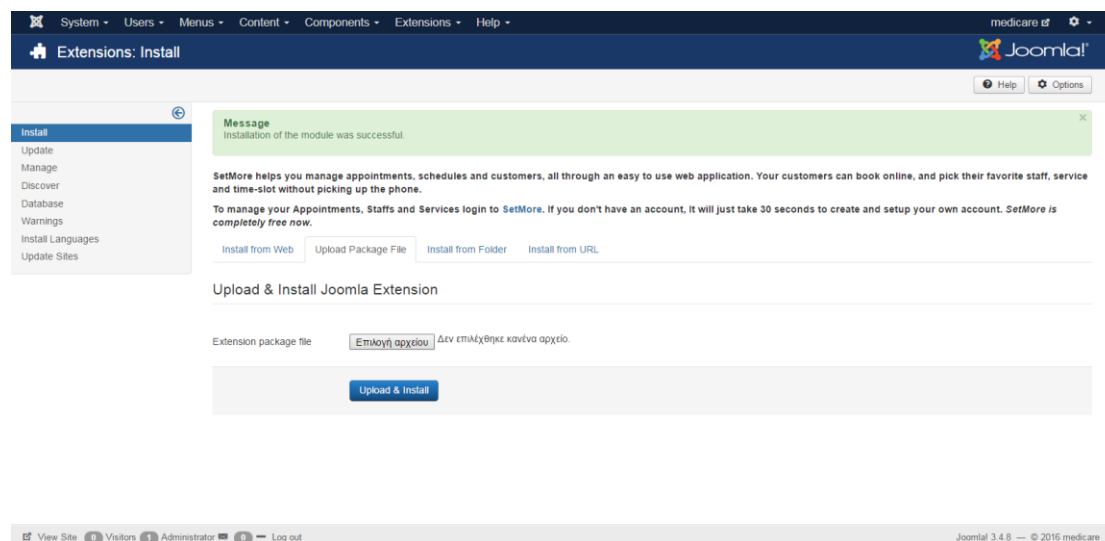 System Users Menus Content Components Extensions Help medicare
Extensions: Install Joomla!
Help Options
Install
Update
Manage
Discover
Database
Warnings
Install Languages
Update Sites
Message
Installation of the module was successful.
SetMore helps you manage appointments, schedules and customers, all through an easy to use web application. Your customers can book online, and pick their favorite staff, service
and time-slot without picking up the phone.
To manage your Appointments, Staffs and Services login to SetMore. If you don't have an account, It will just take 30 seconds to create and setup your own account. SetMore is
completely free now.
Install from Web Upload Package File Install from Folder Install from URL
Upload & Install Joomla Extension
Extension package file Επιλογή αρχείου Δεν επιλέχθηκε κανένα αρχείο.
Upload & Install
View Site 0 Visitors 1 Administrator 0 Log out Joomla! 3.4.8 — © 2016 medicare